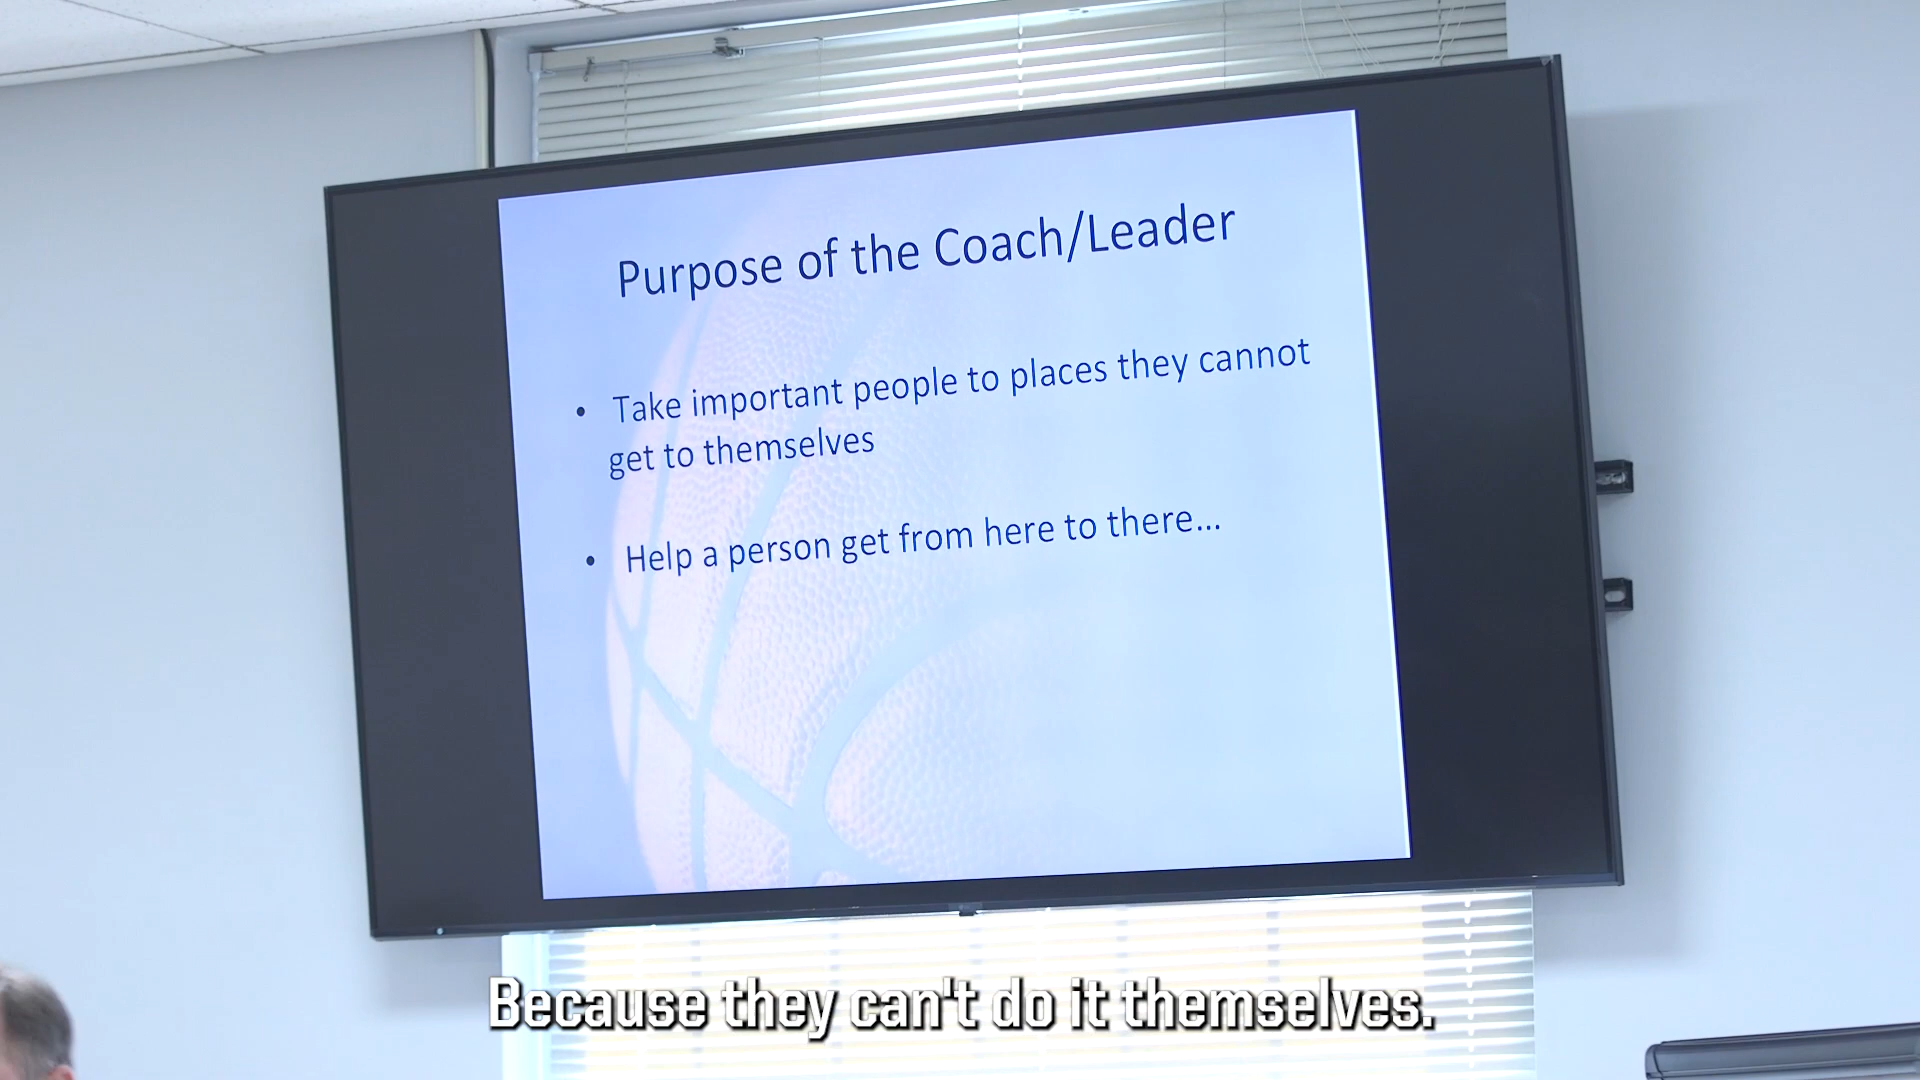 Purpose of the Coach/Leader
• Take important people to places they cannot
get to themselves
• Help a person get from here to there...
Because they can't do it themselves.